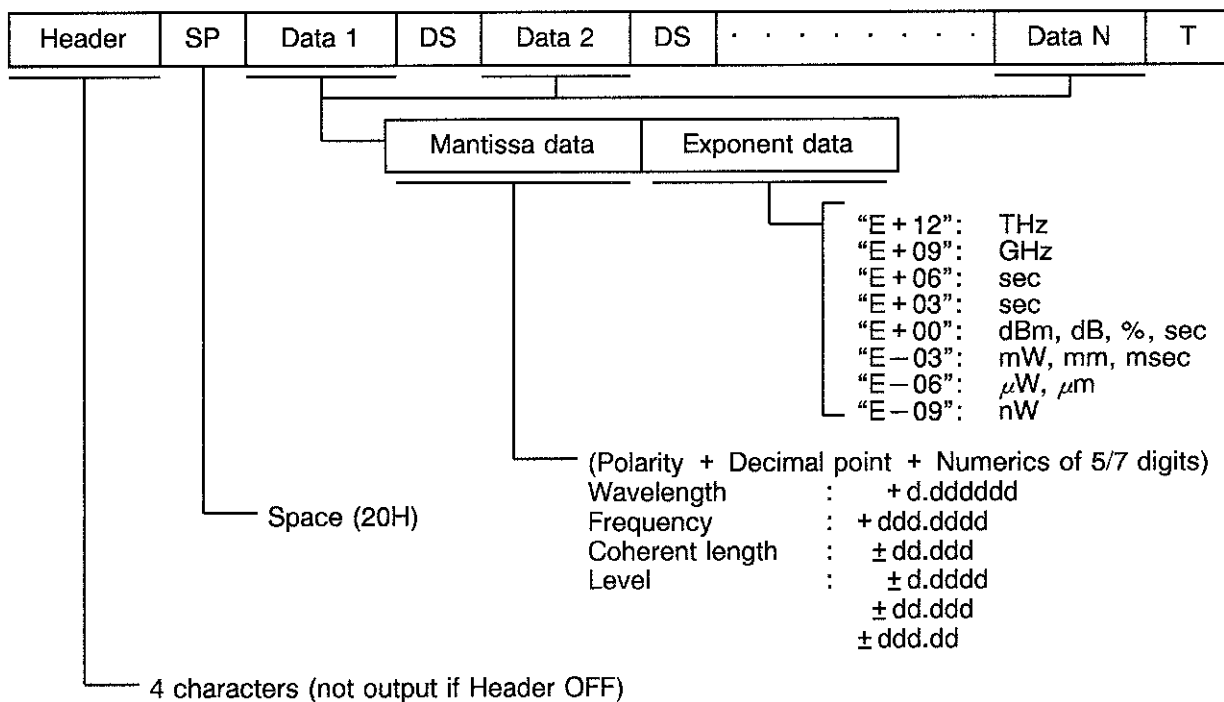 Header SP Data 1 DS Data 2 DS · · · · · · · · Data N T
Mantissa data Exponent data
“E+12”: THz
“E+09”: GHz
“E+06”: sec
“E+03”: sec
“E+00”: dBm, dB, %, sec
“E−03”: mW, mm, msec
“E−06”: μW, μm
“E−09”: nW
(Polarity + Decimal point + Numerics of 5/7 digits)
Wavelength : +d.dddddd
Frequency : +ddd.dddd
Coherent length : ±dd.ddd
Level : ±d.dddd
±dd.ddd
±ddd.dd
Space (20H)
4 characters (not output if Header OFF)